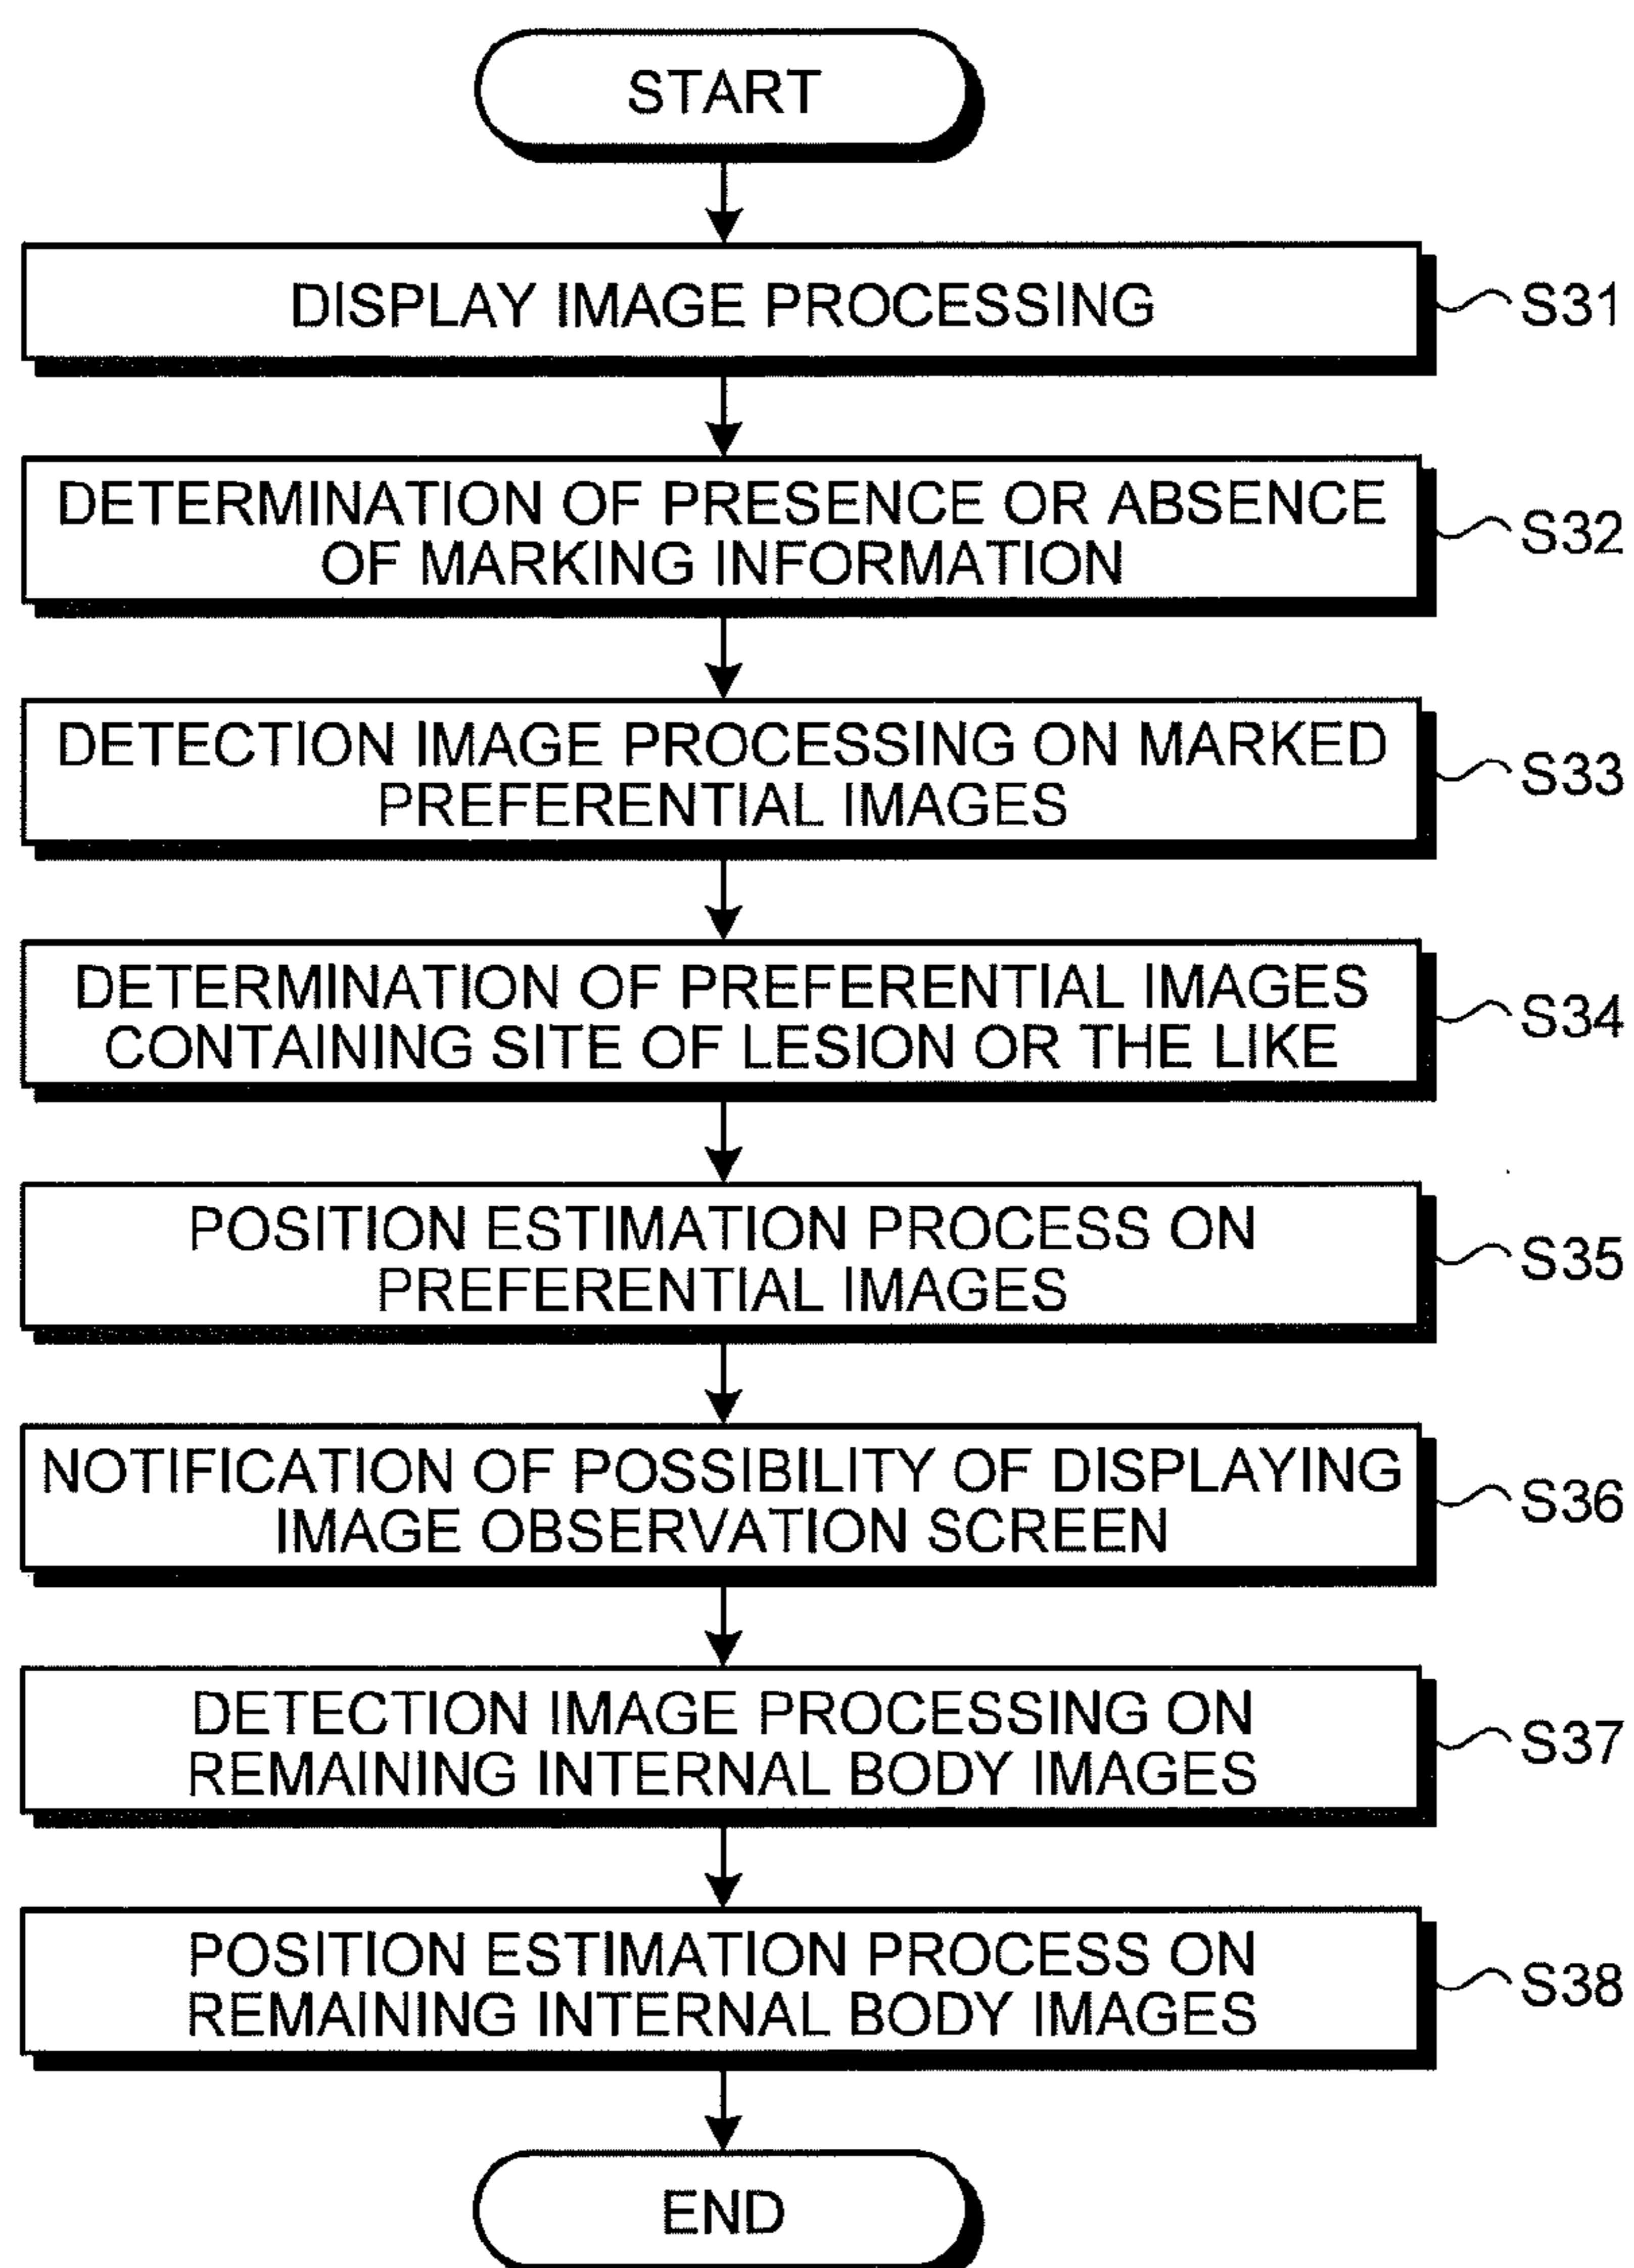 START
DISPLAY IMAGE PROCESSING
S31
DETERMINATION OF PRESENCE OR ABSENCE
OF MARKING INFORMATION
S32
DETECTION IMAGE PROCESSING ON MARKED
PREFERENTIAL IMAGES
S33
DETERMINATION OF PREFERENTIAL IMAGES
CONTAINING SITE OF LESION OR THE LIKE
S34
POSITION ESTIMATION PROCESS ON
PREFERENTIAL IMAGES
S35
NOTIFICATION OF POSSIBILITY OF DISPLAYING
IMAGE OBSERVATION SCREEN
S36
DETECTION IMAGE PROCESSING ON
REMAINING INTERNAL BODY IMAGES
S37
POSITION ESTIMATION PROCESS ON
REMAINING INTERNAL BODY IMAGES
S38
END